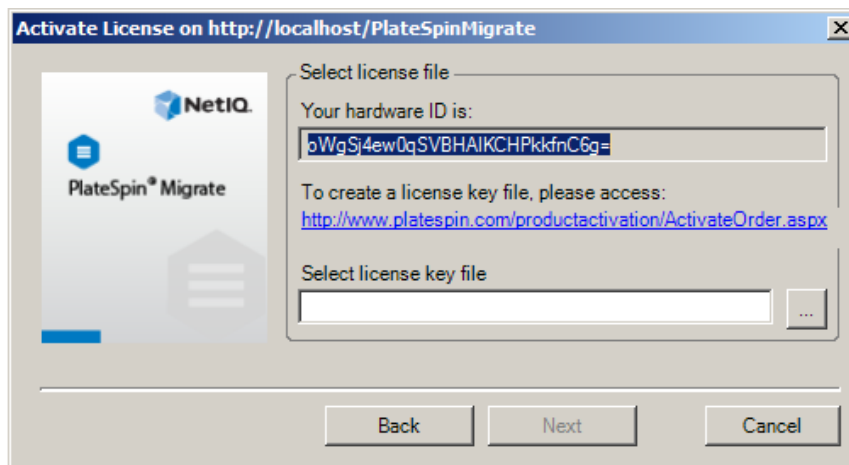 Activate License on http://localhost/PlateSpinMigrate
NetIQ.
PlateSpin® Migrate
Select license file
Your hardware ID is:
oWgSj4ew0qSVBHAIKCHPkkfnC6g=
To create a license key file, please access:
http://www.platespin.com/productactivation/ActivateOrder.aspx
Select license key file
...
Back
Next
Cancel